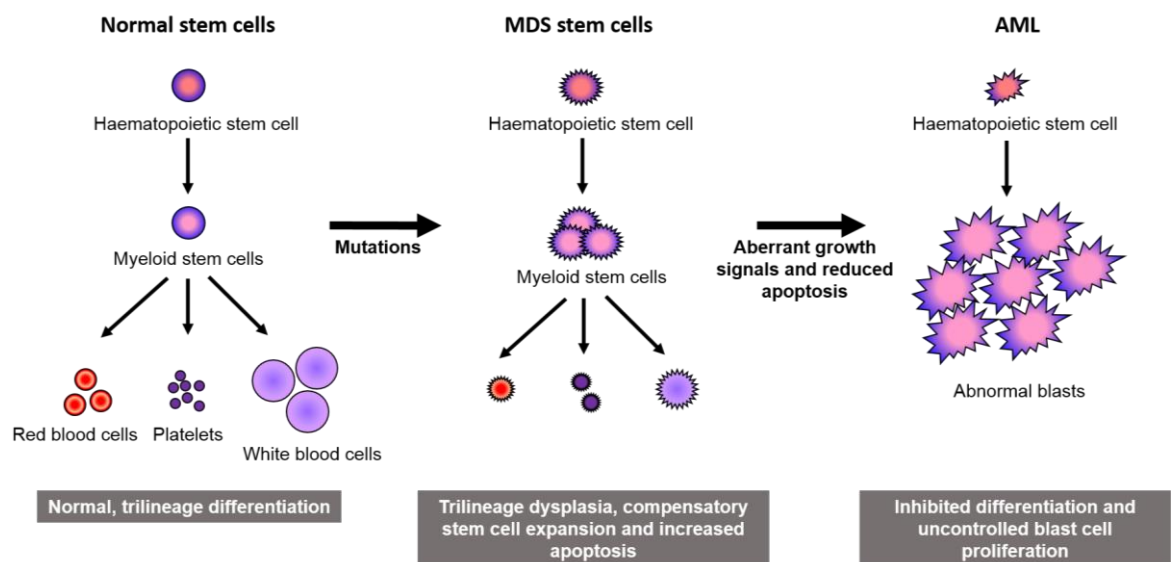 Normal stem cells
Haematopoietic stem cell
Myeloid stem cells
Red blood cells
Platelets
White blood cells
Normal, trilineage differentiation
Mutations
MDS stem cells
Haematopoietic stem cell
Myeloid stem cells
Trilineage dysplasia, compensatory
stem cell expansion and increased
apoptosis
Aberrant growth
signals and reduced
apoptosis
AML
Haematopoietic stem cell
Abnormal blasts
Inhibited differentiation and
uncontrolled blast cell
proliferation